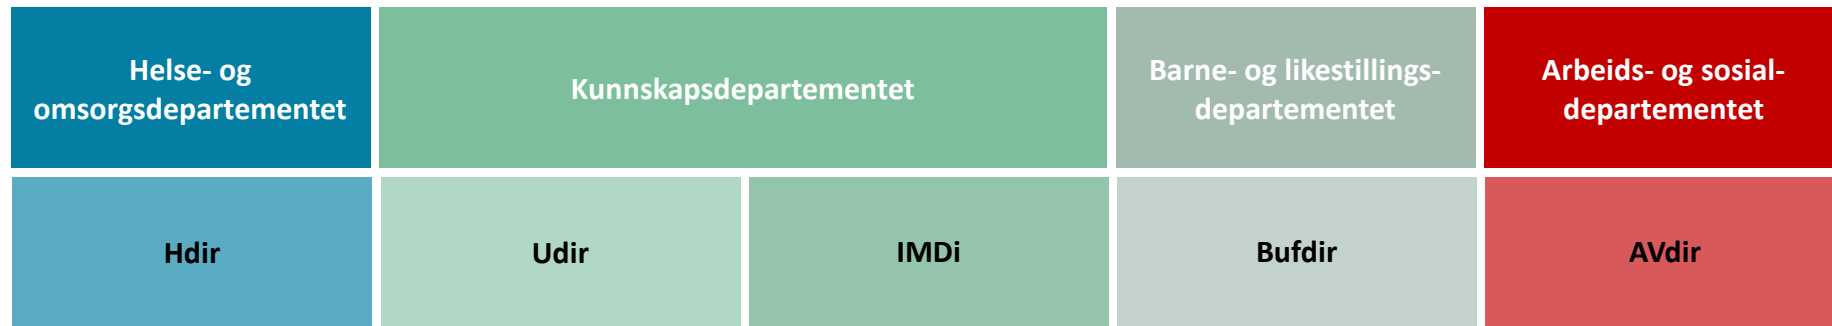 Helse- og
omsorgsdepartementet
Kunnskapsdepartementet
Barne- og likestillings-
departementet
Arbeids- og sosial-
departementet
Hdir
Udir
IMDi
Bufdir
AVdir